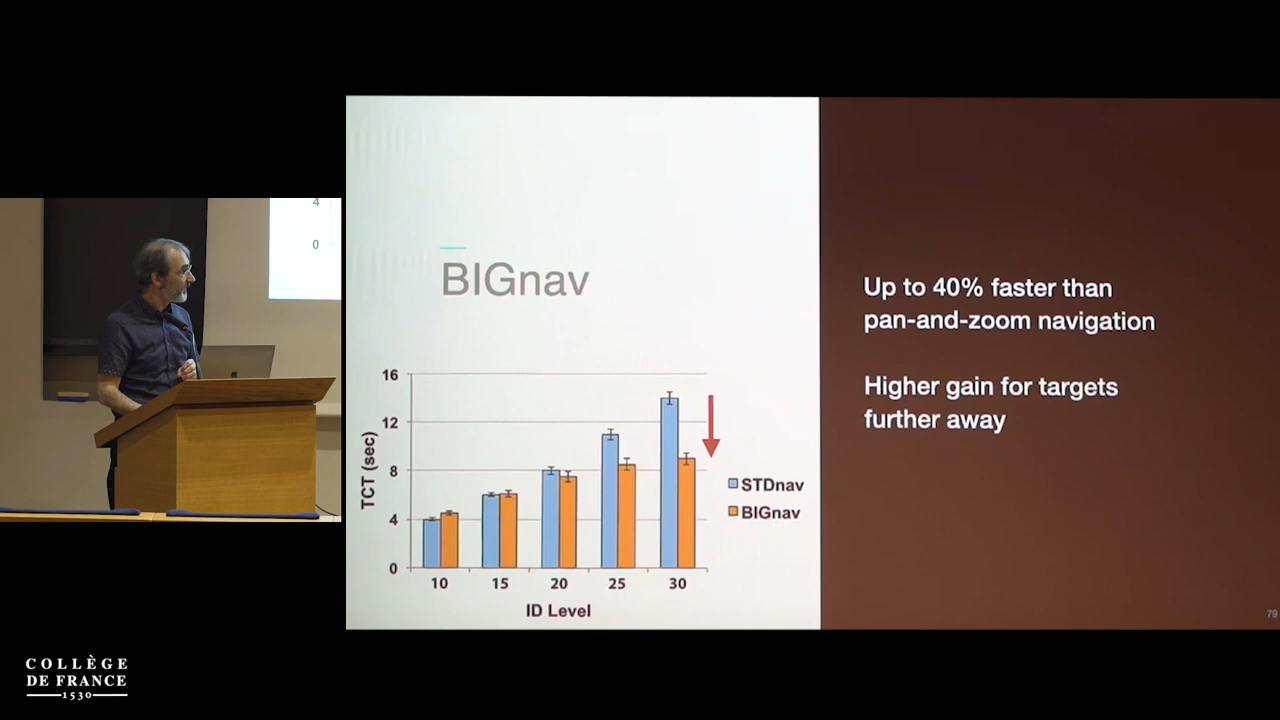 4
0
BIGnav
16
12
8
4
0
TCT (sec)
10 15 20 25 30
ID Level
STDnav
BIGnav
Up to 40% faster than
pan-and-zoom navigation
Higher gain for targets
further away
79
COLLÈGE
DE FRANCE
1530